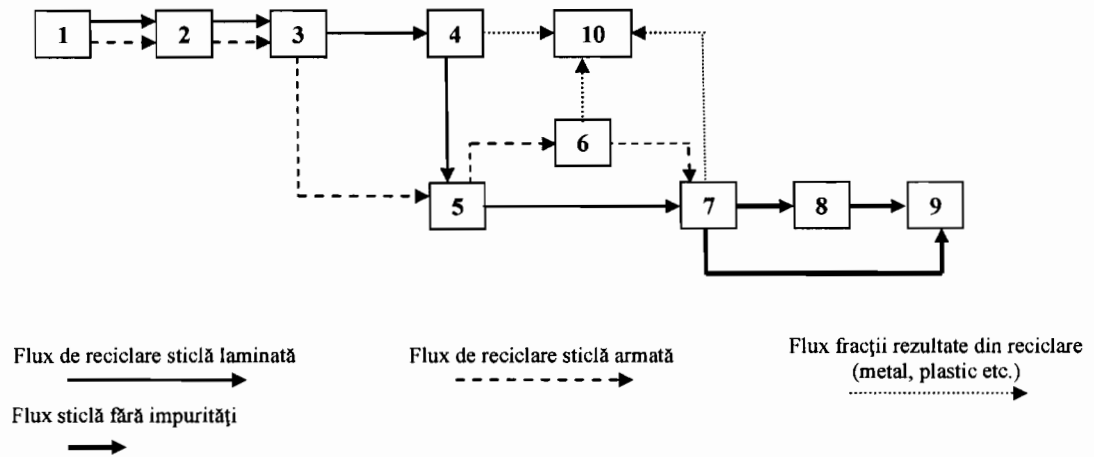 1
2
3
4
10
6
5
7
8
9
Flux de reciclare sticlă laminată
Flux de reciclare sticlă armată
Flux fracţii rezultate din reciclare
(metal, plastic etc.)
Flux sticlă fără impurităţi